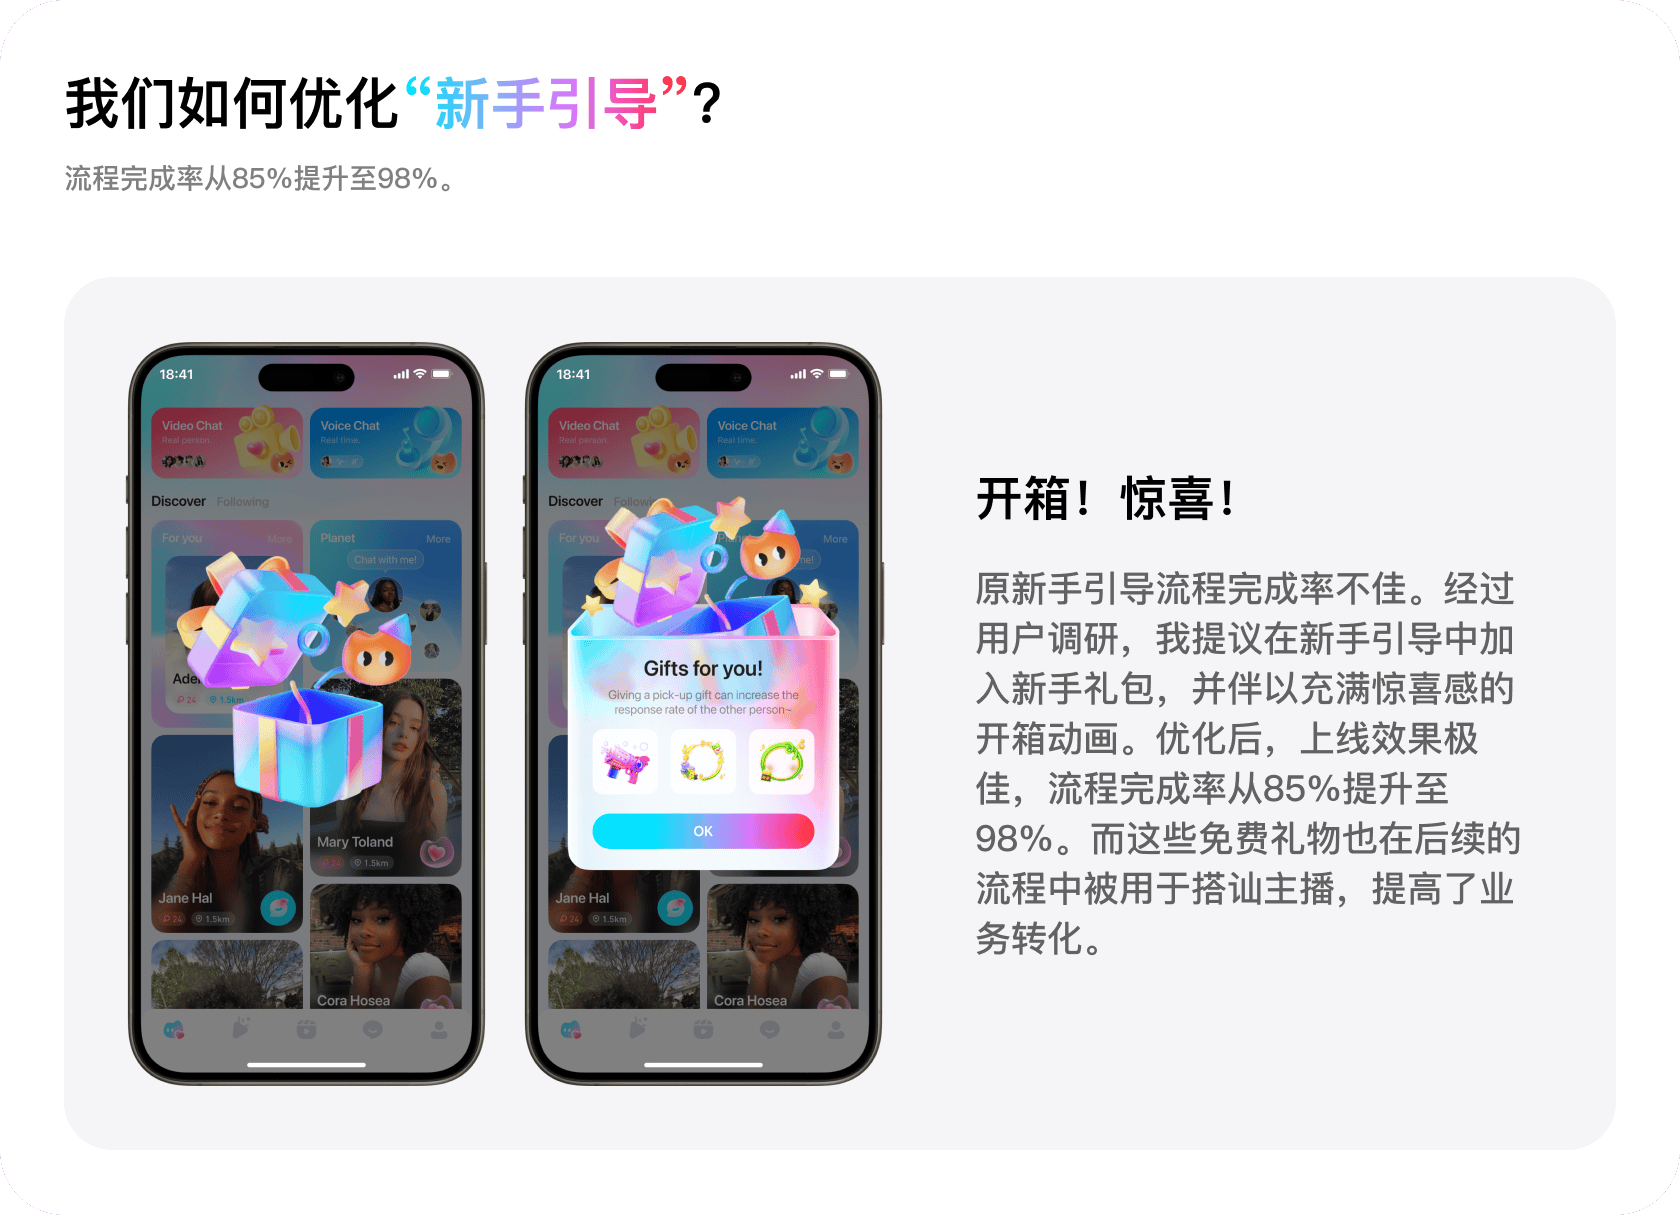 我们如何优化“新手引导”?
流程完成率从85%提升至98%。
18:41
Video Chat
Real person.
Voice Chat
Real time.
Discover Following
For you More
Planet More
Chat with me!
24 1.5km
Mary Toland
24 1.5km
Jane Hal
24 1.5km
Cora Hosea
18:41
Video Chat
Real person.
Voice Chat
Real time.
Discover
For you
More
Gifts for you!
Giving a pick-up gift can increase the
response rate of the other person~
OK
Jane Hal
24 1.5km
Cora Hosea
开箱！惊喜！
原新手引导流程完成率不佳。经过
用户调研，我提议在新手引导中加
入新手礼包，并伴以充满惊喜感的
开箱动画。优化后，上线效果极
佳，流程完成率从85%提升至
98%。而这些免费礼物也在后续的
流程中被用于搭讪主播，提高了业
务转化。